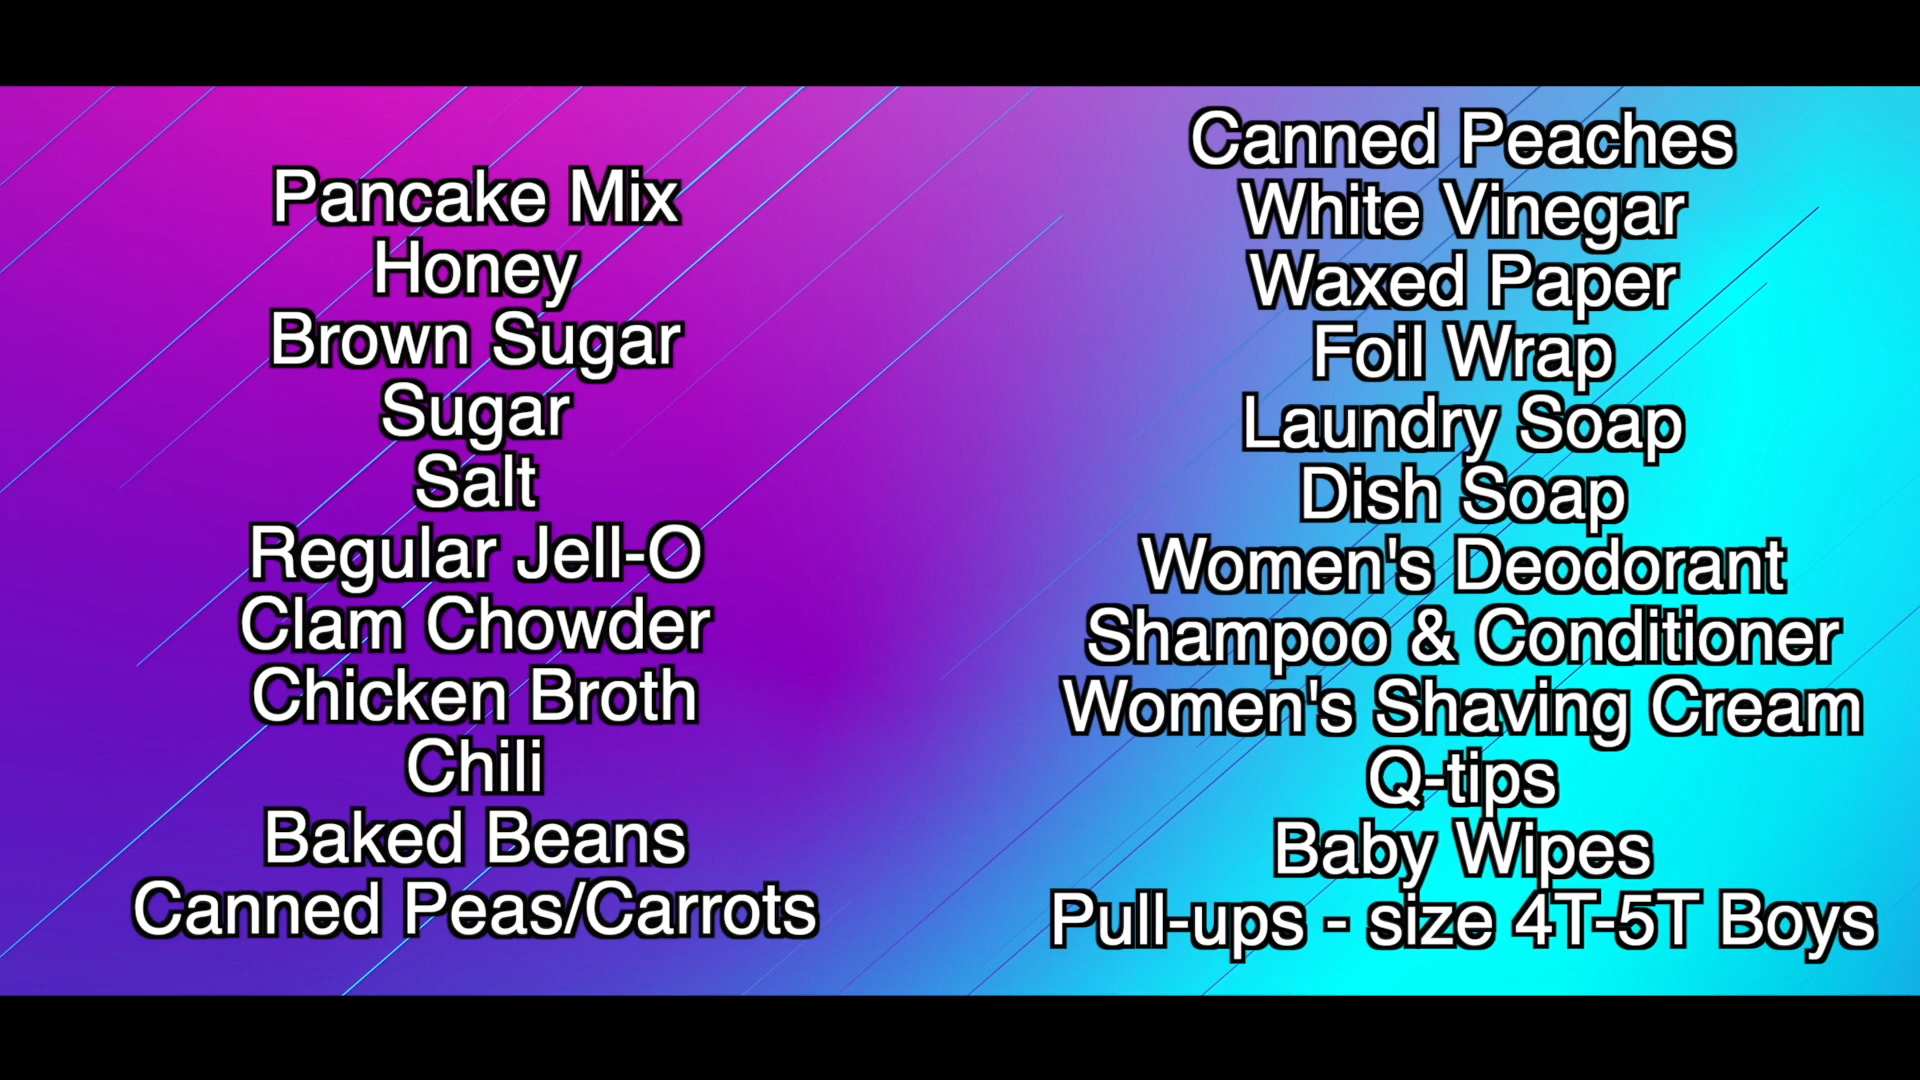 Pancake Mix
Honey
Brown Sugar
Sugar
Salt
Regular Jell-O
Clam Chowder
Chicken Broth
Chili
Baked Beans
Canned Peas/Carrots
Canned Peaches
White Vinegar
Waxed Paper
Foil Wrap
Laundry Soap
Dish Soap
Women's Deodorant
Shampoo & Conditioner
Women's Shaving Cream
Q-tips
Baby Wipes
Pull-ups - size 4T-5T Boys